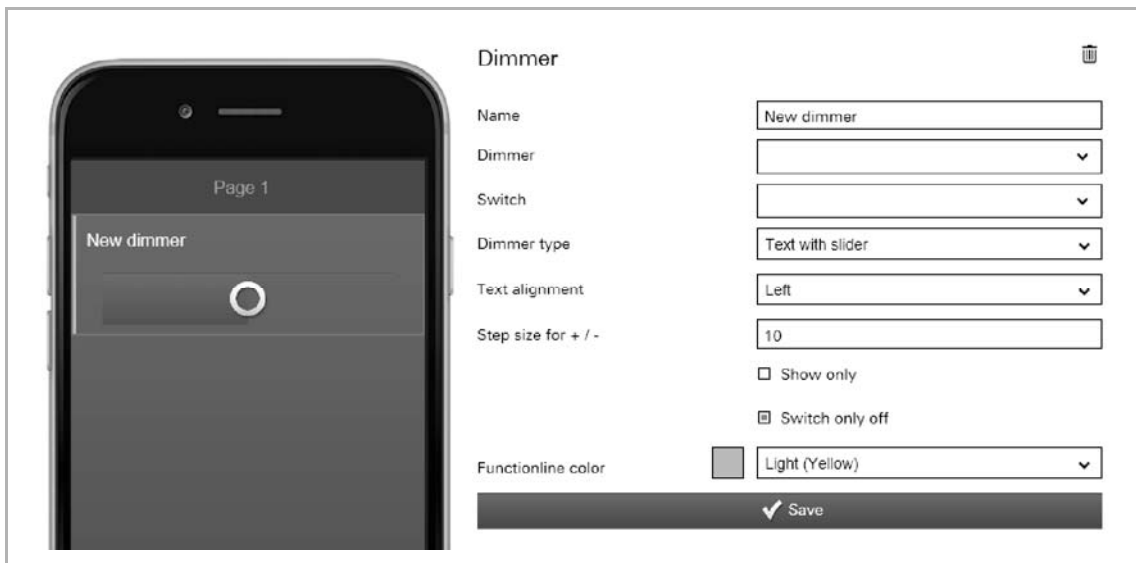 Page 1
New dimmer
Dimmer
Name
New dimmer
Dimmer
Switch
Dimmer type
Text with slider
Text alignment
Left
Step size for + / -
10
Show only
Switch only off
Functionline color
Light (Yellow)
Save